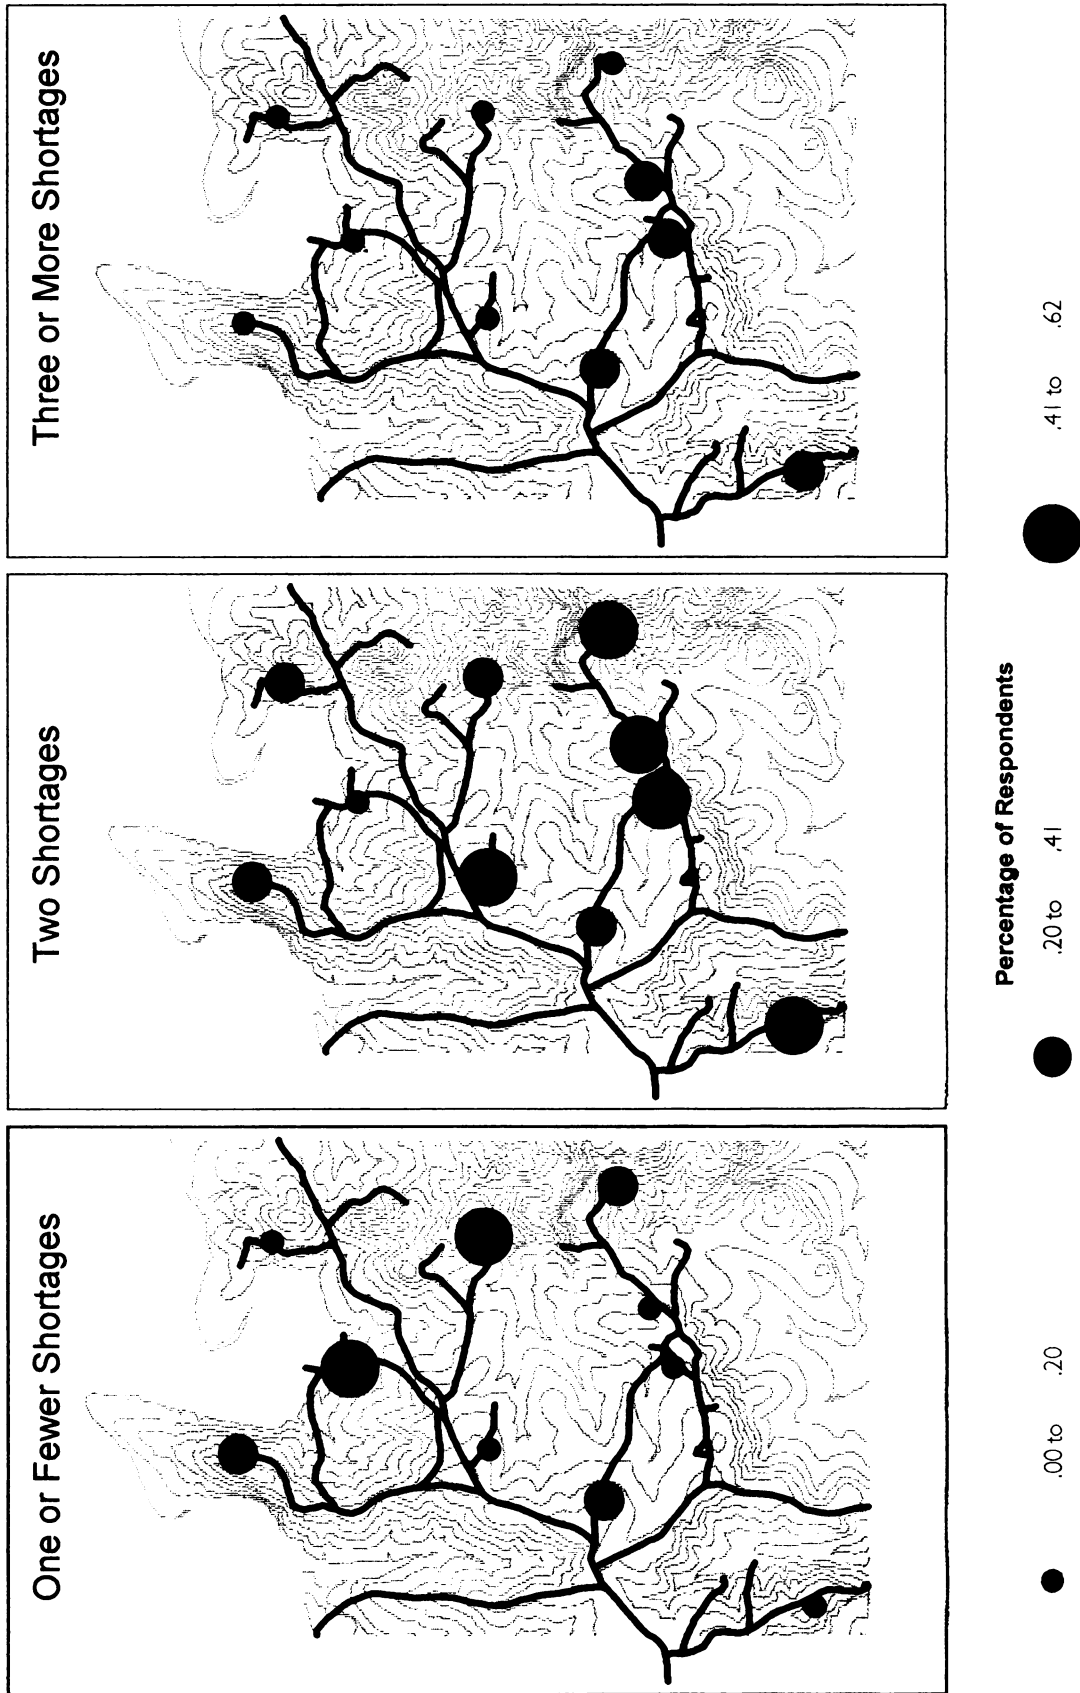 One or Fewer Shortages
Two Shortages
Three or More Shortages
Percentage of Respondents
.00 to .20
.20 to .41
.41 to .62